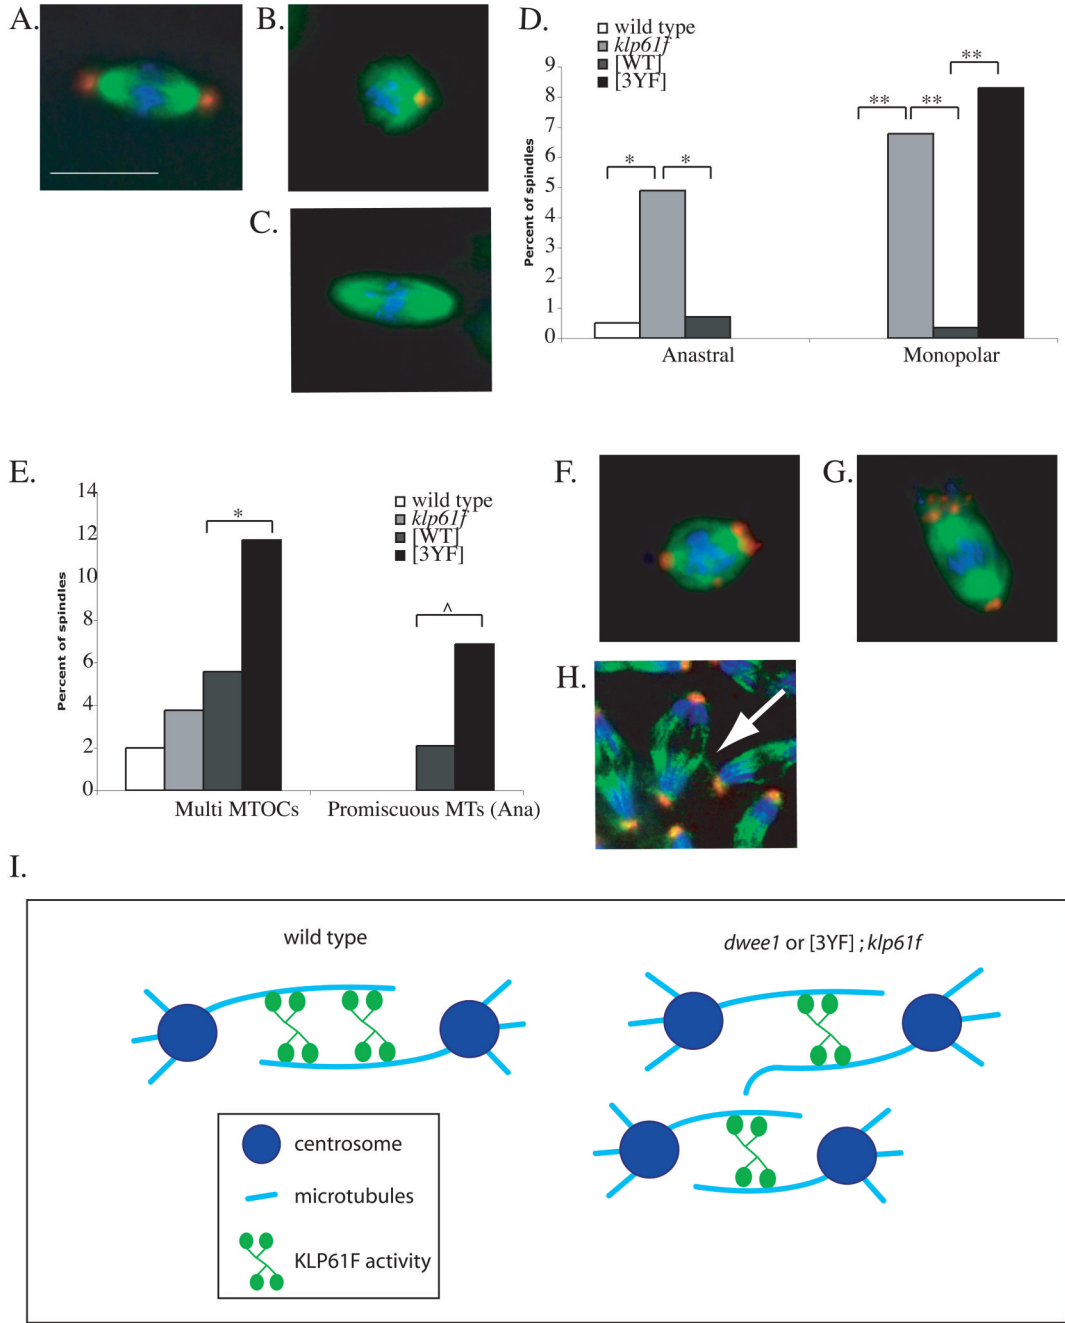 A.
B.
C.
D.
wild type
klp61f
[WT]
[3YF]
Percent of spindles
9
8
7
6
5
4
3
2
1
0
*
*
**
**
**
Anastral
Monopolar
E.
Percent of spindles
14
12
10
8
6
4
2
0
*
^
wild type
klp61f
[WT]
[3YF]
Multi MTOCs
Promiscuous MTs (Ana)
F.
G.
H.
I.
wild type
dwee1 or [3YF] ; klp61f
centrosome
microtubules
KLP61F activity